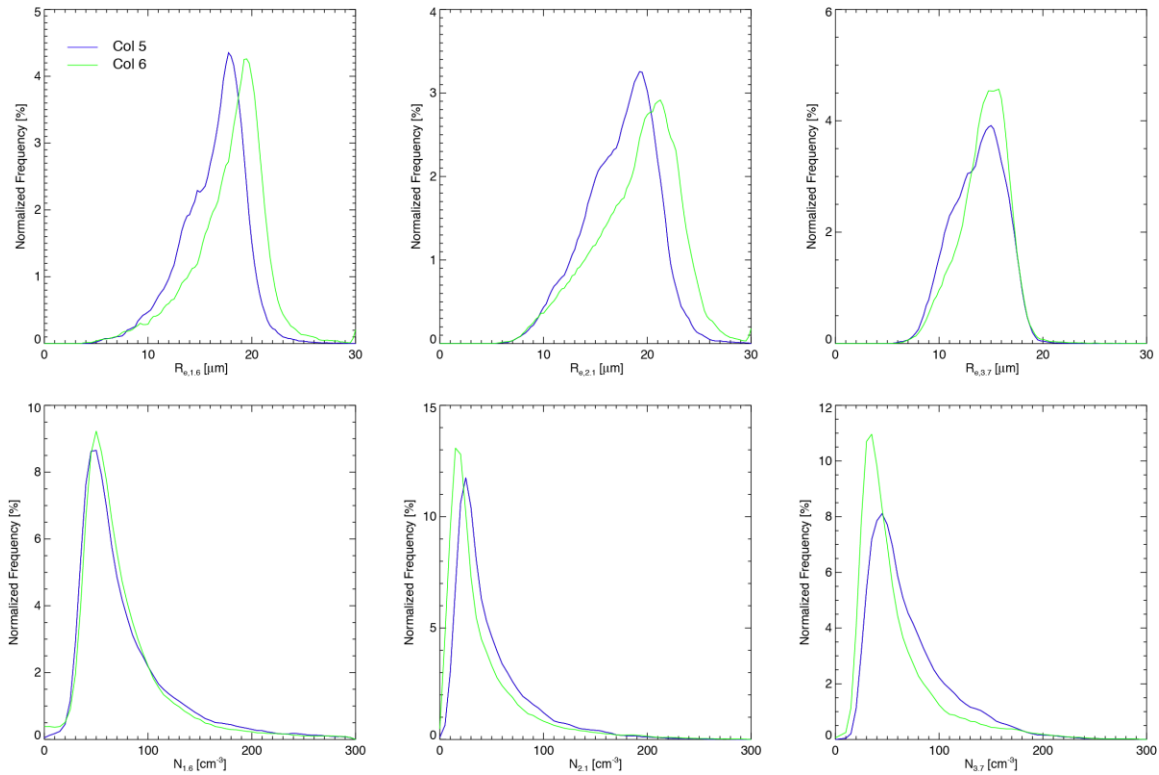 5
4
3
2
1
0
Normalized Frequency [%]
Col 5
Col 6
0 10 20 30
Re,1.6 [μm]
4
3
2
1
0
Normalized Frequency [%]
0 10 20 30
Re,2.1 [μm]
6
4
2
0
Normalized Frequency [%]
0 10 20 30
Re,3.7 [μm]
10
8
6
4
2
0
Normalized Frequency [%]
0 100 200 300
N1.6 [cm-3]
15
10
5
0
Normalized Frequency [%]
0 100 200 300
N2.1 [cm-3]
12
10
8
6
4
2
0
Normalized Frequency [%]
0 100 200 300
N3.7 [cm-3]